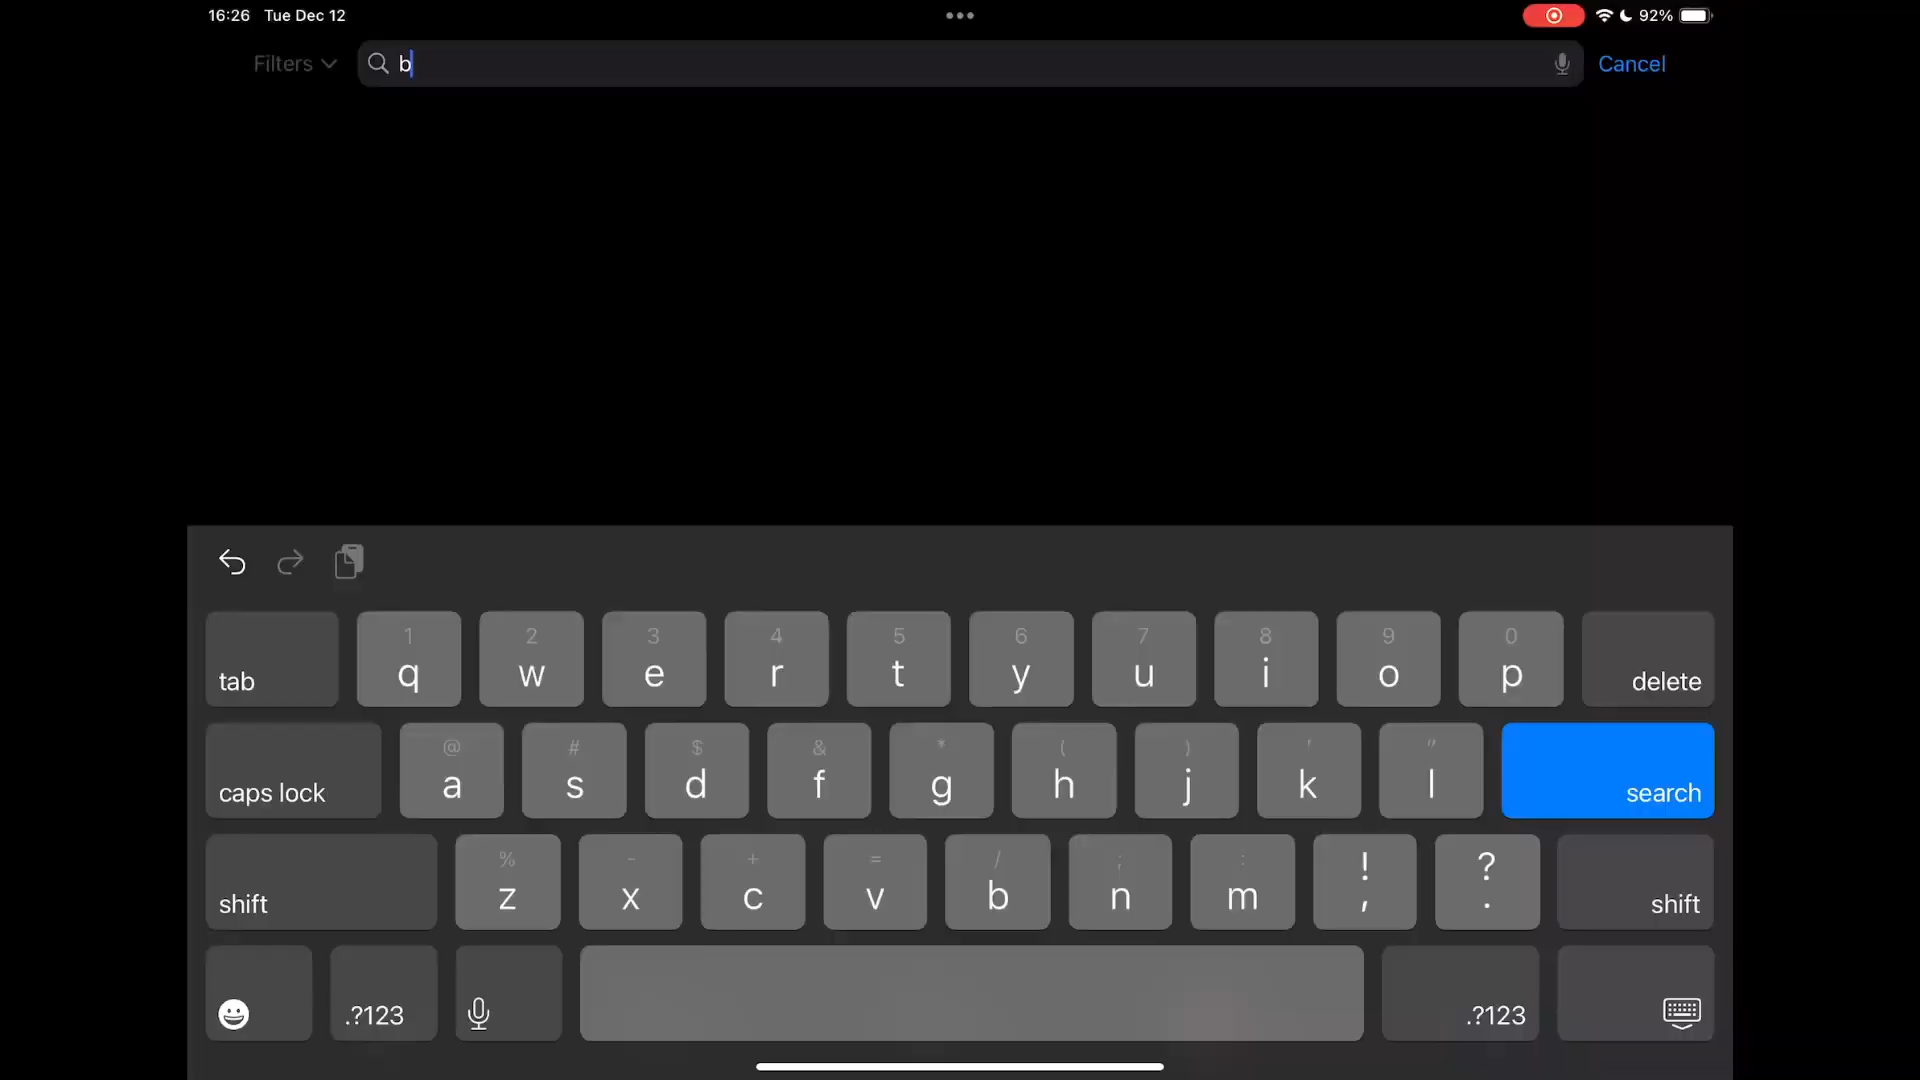 16:26 Tue Dec 12
92%
Filters
b
Cancel
1 2 3 4 5 6 7 8 9 0
tab q w e r t y u i o p delete
@ # $ & * ( ) ' "
caps lock a s d f g h j k l search
% - + = / ; : ! ?
shift z x c v b n m , . shift
.?123 .?123